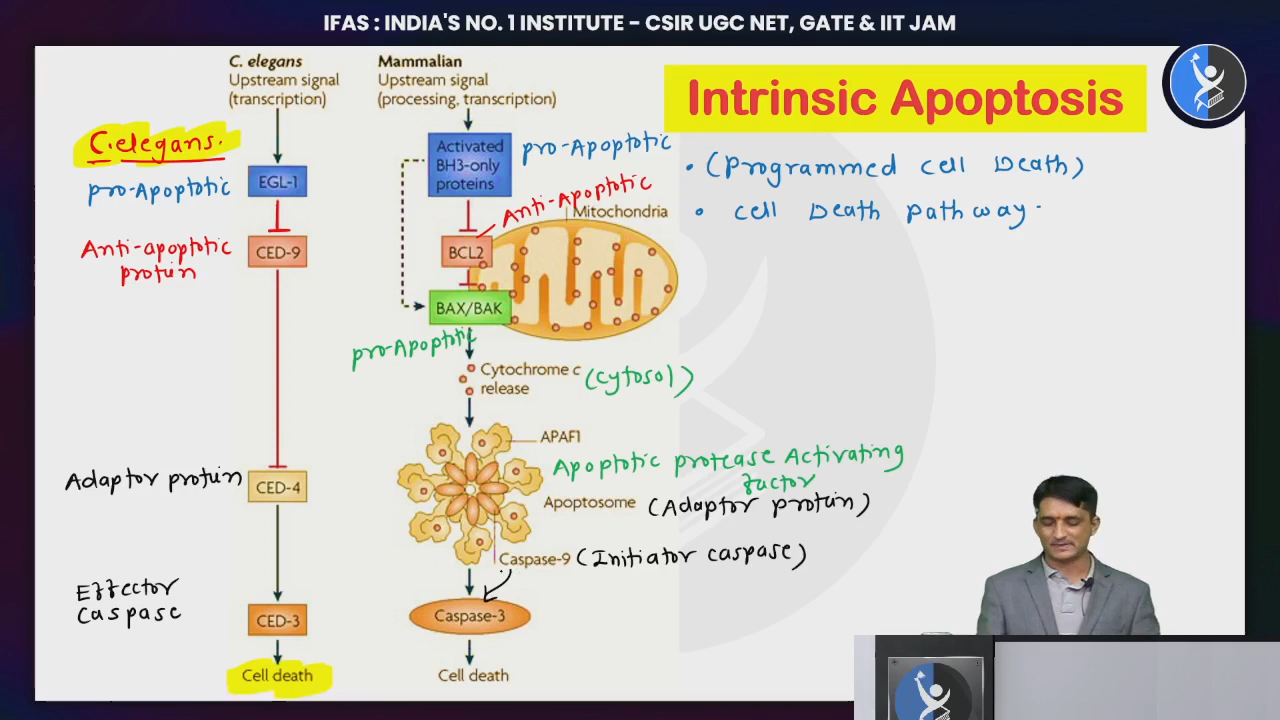 IFAS : INDIA'S NO. 1 INSTITUTE – CSIR UGC NET, GATE & IIT JAM
Intrinsic Apoptosis
• (Programmed cell Death)
• cell Death pathway.
C. elegans
Upstream signal
(transcription)
C.elegans.
pro-Apoptotic
EGL-1
Anti-apoptotic
protein
CED-9
Adaptor protein
CED-4
Effector
Caspase
CED-3
Cell death
Mammalian
Upstream signal
(processing, transcription)
Activated
BH3-only
proteins
pro-Apoptotic
Anti-Apoptotic
Mitochondria
BCL2
BAX/BAK
pro-Apoptotic
Cytochrome c
release
(cytosol)
APAF1
Apoptotic protease Activating
factor
Apoptosome (Adaptor protein)
Caspase-9 (Initiator caspase)
Caspase-3
Cell death